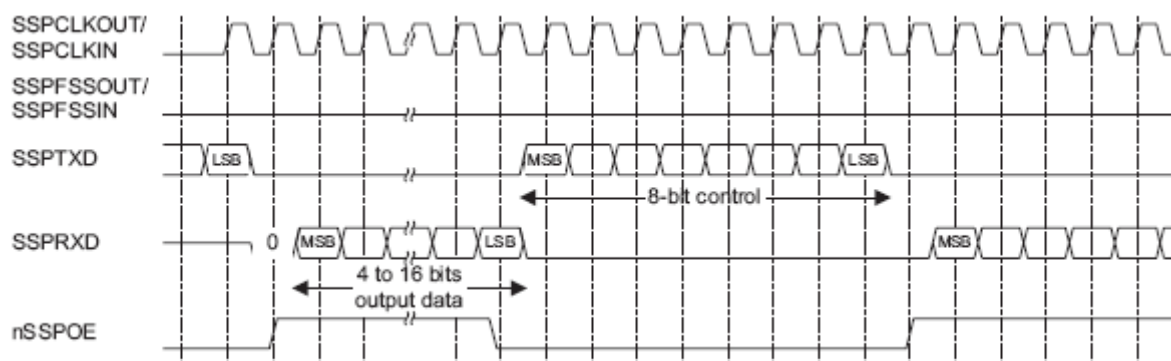 SSPCLKOUT/
SSPCLKIN
SSPFSSOUT/
SSPFSSIN
SSPTXD LSB MSB LSB
8-bit control
SSPRXD 0 MSB LSB MSB
4 to 16 bits
output data
nSSPOE